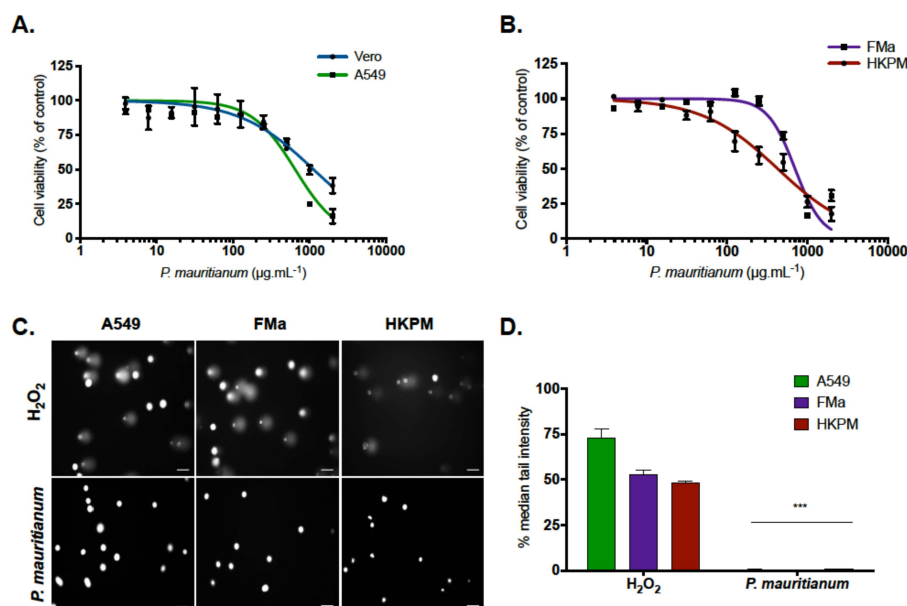 A.
Vero
A549
125
100
75
50
25
0
Cell viability (% of control)
1
10
100
1000
10000
P. mauritianum (µg.mL⁻¹)
B.
FMa
HKPM
125
100
75
50
25
0
Cell viability (% of control)
1
10
100
1000
10000
P. mauritianum (µg.mL⁻¹)
C.
A549
FMa
HKPM
H₂O₂
P. mauritianum
D.
A549
FMa
HKPM
100
75
50
25
0
% median tail intensity
***
H₂O₂
P. mauritianum